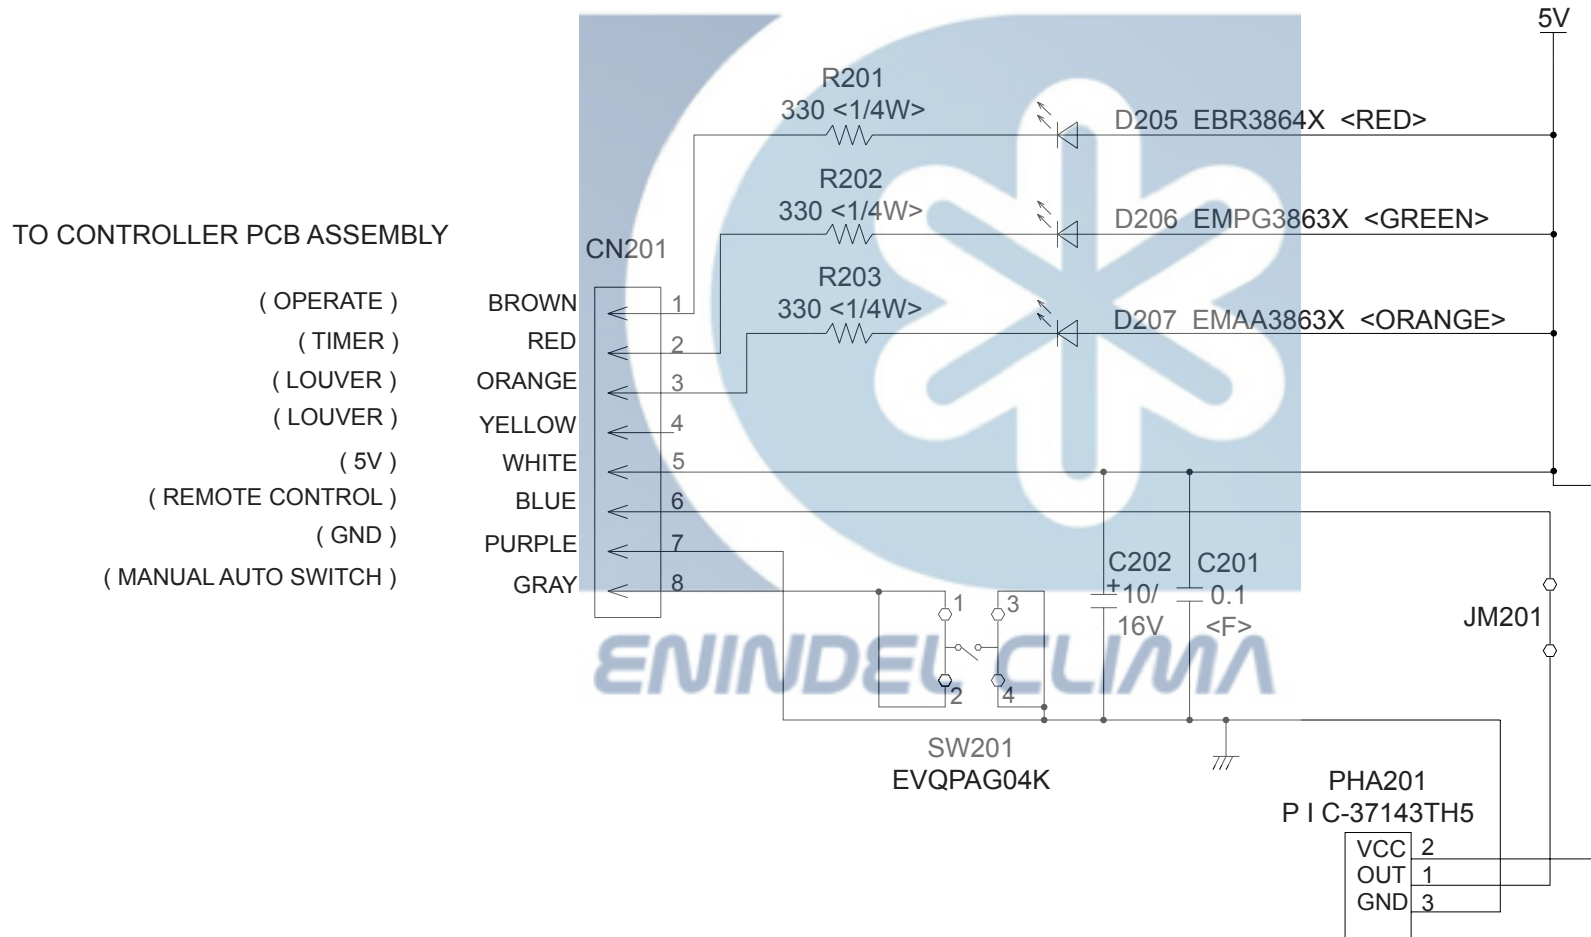 5V
R201
330 <1/4W>
D205 EBR3864X <RED>
R202
330 <1/4W>
D206 EMPG3863X <GREEN>
TO CONTROLLER PCB ASSEMBLY
CN201
R203
330 <1/4W>
D207 EMAA3863X <ORANGE>
( OPERATE ) BROWN 1
( TIMER ) RED 2
( LOUVER ) ORANGE 3
( LOUVER ) YELLOW 4
( 5V ) WHITE 5
( REMOTE CONTROL ) BLUE 6
( GND ) PURPLE 7
( MANUAL AUTO SWITCH ) GRAY 8
C202
+ 10/
16V
C201
0.1
<F>
1 3
2 4
JM201
ENINDEL CLIMA
SW201
EVQPAG04K
PHA201
P I C-37143TH5
VCC 2
OUT 1
GND 3